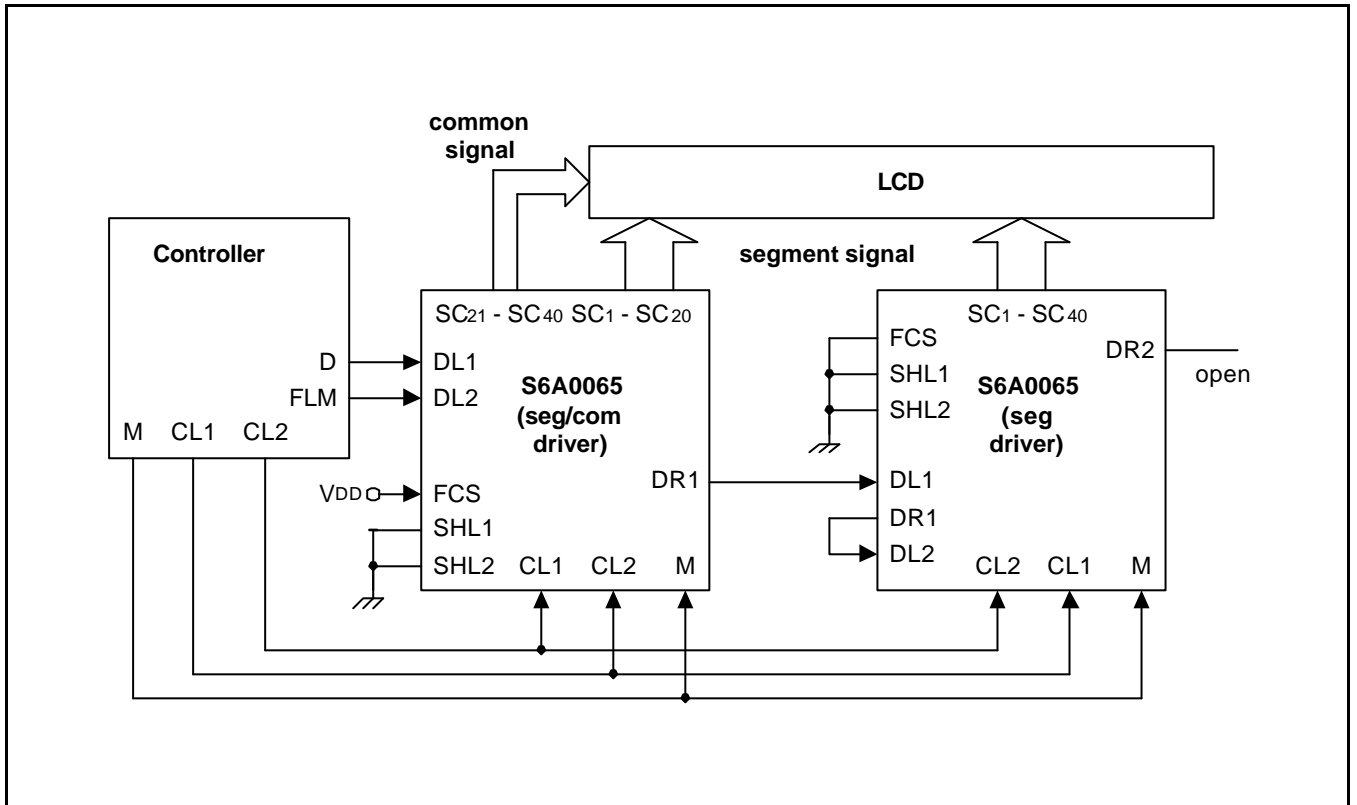 common
signal
LCD
Controller
segment signal
SC21 - SC40 SC1 - SC20
SC1 - SC40
D
FLM
M CL1 CL2
DL1
DL2
S6A0065
(seg/com
driver)
VDD
FCS
SHL1
SHL2
CL1 CL2 M
DR1
FCS
SHL1
SHL2
S6A0065
(seg
driver)
DR2
open
DL1
DR1
DL2
CL2 CL1 M